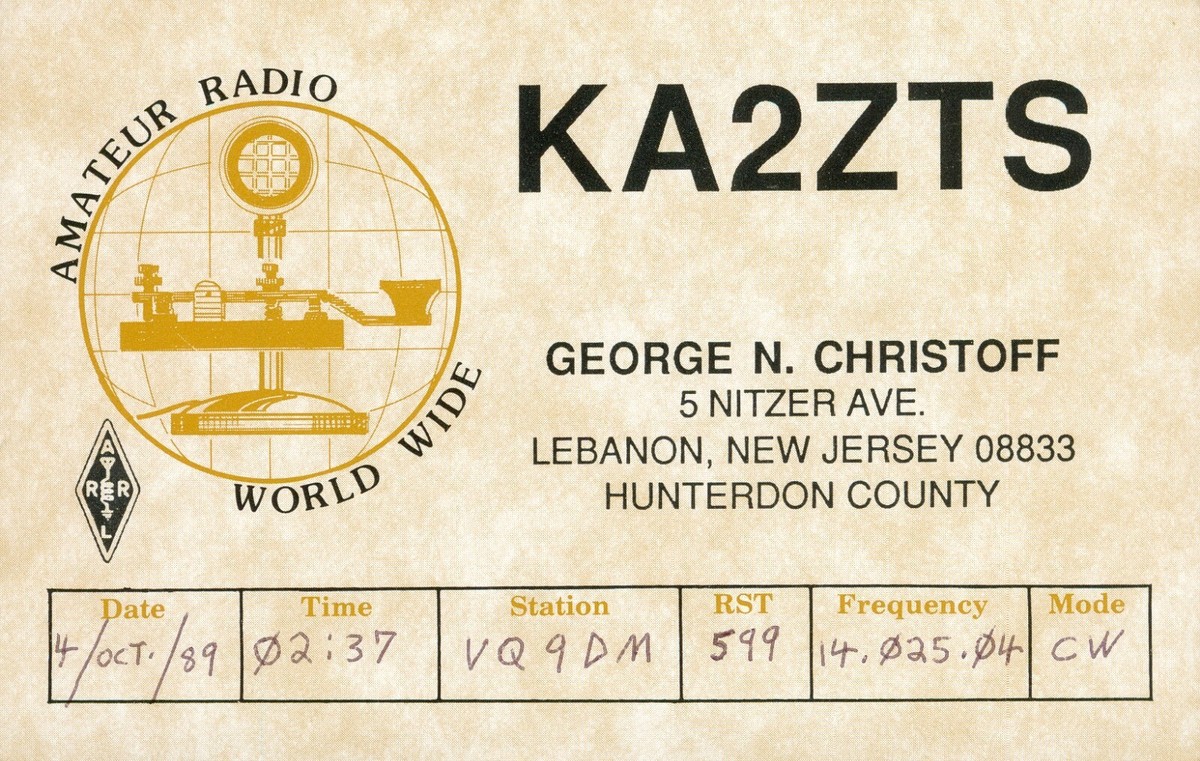 AMATEUR RADIO
WORLD WIDE
KA2ZTS
GEORGE N. CHRISTOFF
5 NITZER AVE.
LEBANON, NEW JERSEY 08833
HUNTERDON COUNTY
A
R R
L
Date Time Station RST Frequency Mode
4/OCT./89 Ø2:37 VQ9DM 599 14.Ø25.Ø4 CW